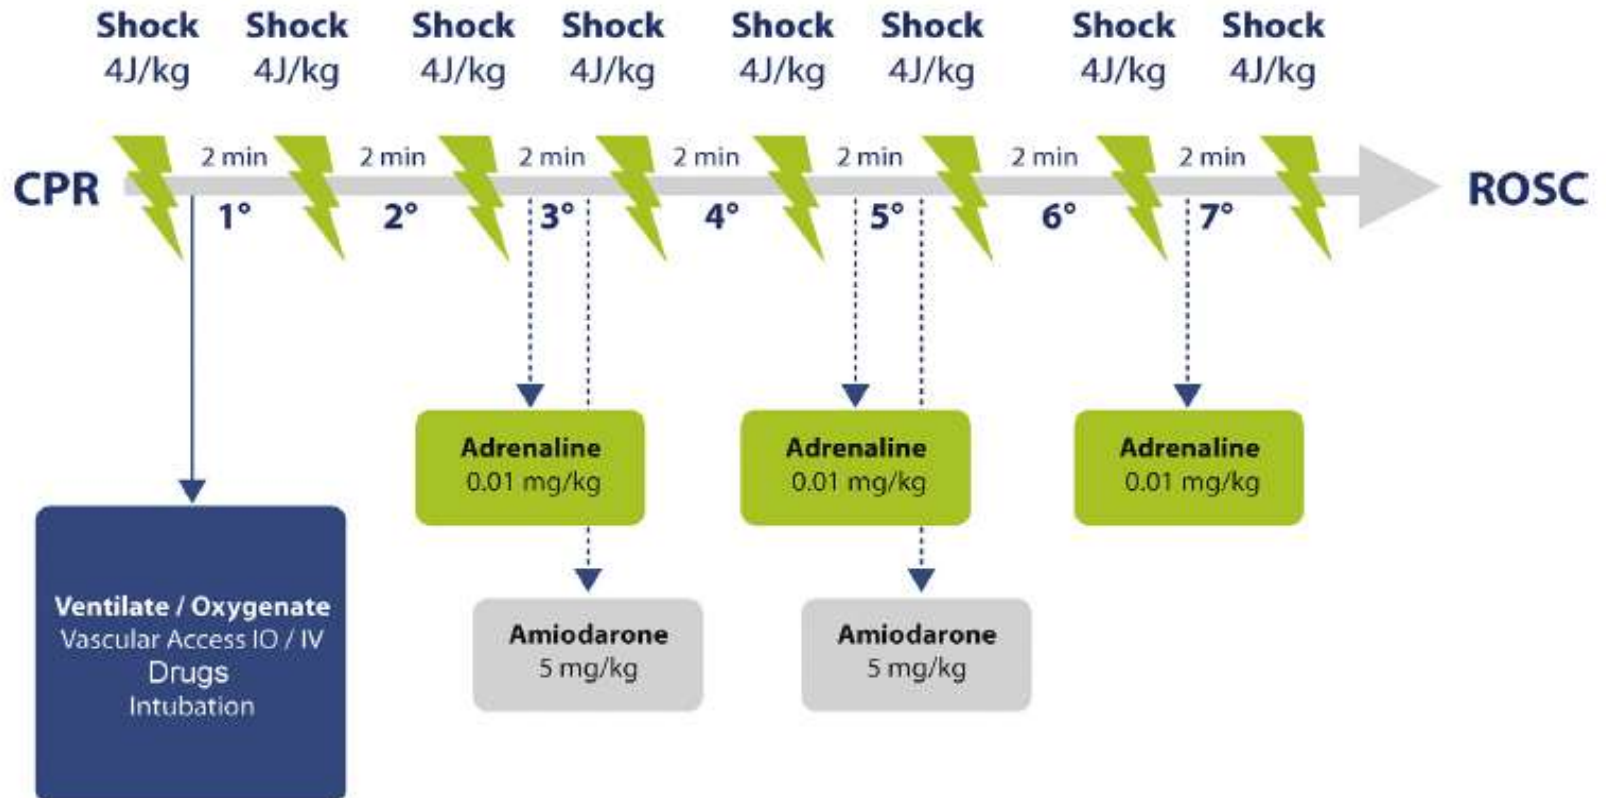 Shock Shock Shock Shock Shock Shock Shock Shock
4J/kg 4J/kg 4J/kg 4J/kg 4J/kg 4J/kg 4J/kg 4J/kg
2 min 2 min 2 min 2 min 2 min 2 min 2 min
CPR ROSC
1° 2° 3° 4° 5° 6° 7°
Adrenaline
0.01 mg/kg
Adrenaline
0.01 mg/kg
Adrenaline
0.01 mg/kg
Ventilate / Oxygenate
Vascular Access IO / IV
Drugs
Intubation
Amiodarone
5 mg/kg
Amiodarone
5 mg/kg